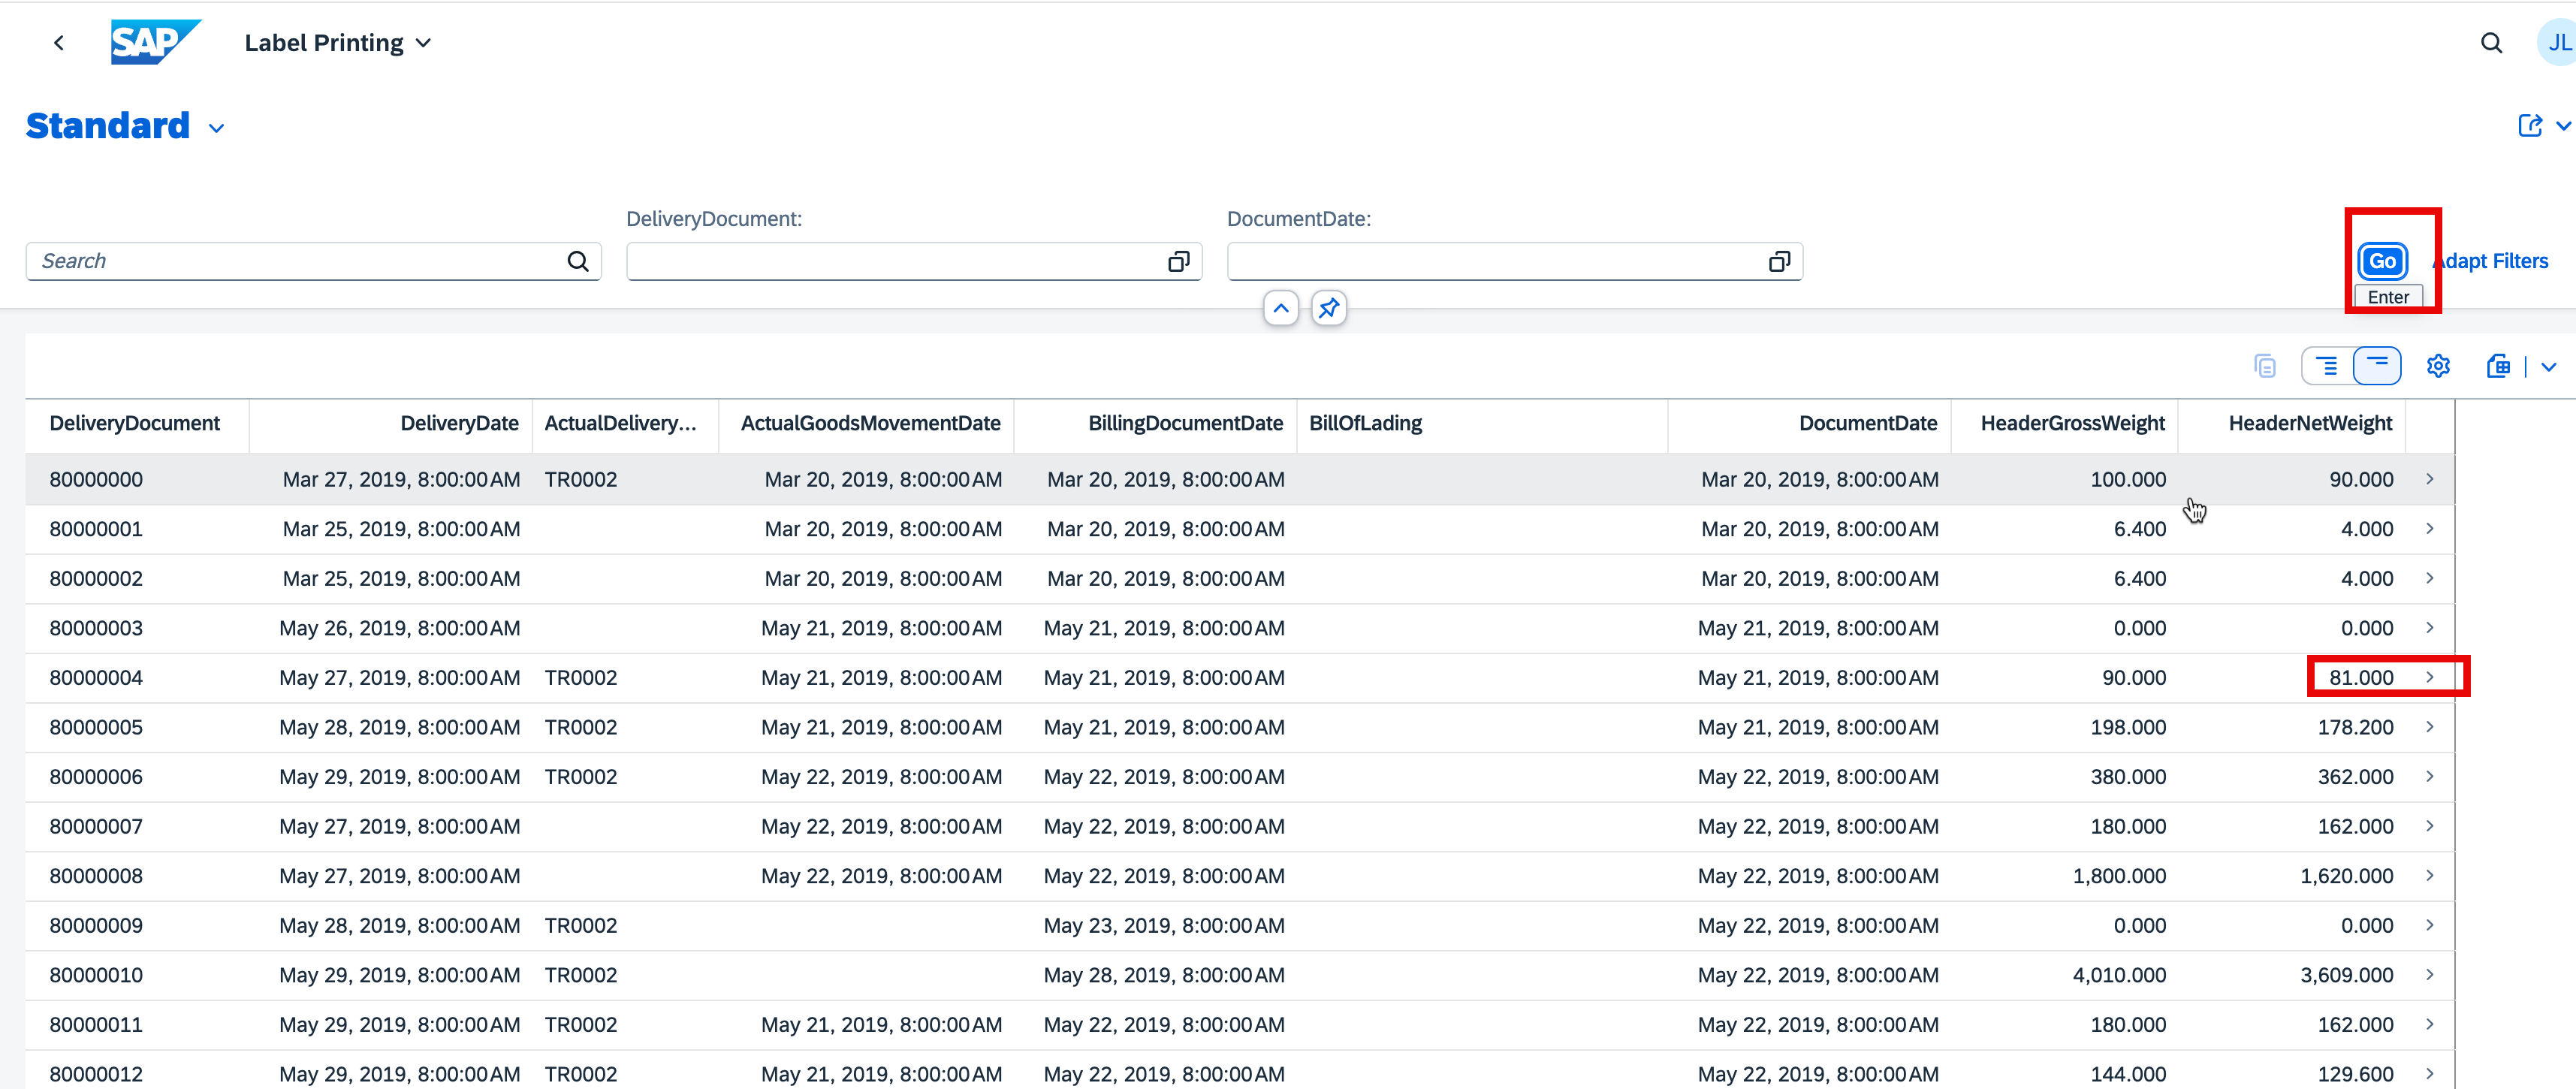 SAP Label Printing JL
Standard
DeliveryDocument: DocumentDate:
Search Go Adapt Filters
Enter
DeliveryDocument DeliveryDate ActualDelivery... ActualGoodsMovementDate BillingDocumentDate BillOfLading DocumentDate HeaderGrossWeight HeaderNetWeight
80000000 Mar 27, 2019, 8:00:00 AM TR0002 Mar 20, 2019, 8:00:00 AM Mar 20, 2019, 8:00:00 AM Mar 20, 2019, 8:00:00 AM 100.000 90.000
80000001 Mar 25, 2019, 8:00:00 AM Mar 20, 2019, 8:00:00 AM Mar 20, 2019, 8:00:00 AM Mar 20, 2019, 8:00:00 AM 6.400 4.000
80000002 Mar 25, 2019, 8:00:00 AM Mar 20, 2019, 8:00:00 AM Mar 20, 2019, 8:00:00 AM Mar 20, 2019, 8:00:00 AM 6.400 4.000
80000003 May 26, 2019, 8:00:00 AM May 21, 2019, 8:00:00 AM May 21, 2019, 8:00:00 AM May 21, 2019, 8:00:00 AM 0.000 0.000
80000004 May 27, 2019, 8:00:00 AM TR0002 May 21, 2019, 8:00:00 AM May 21, 2019, 8:00:00 AM May 21, 2019, 8:00:00 AM 90.000 81.000
80000005 May 28, 2019, 8:00:00 AM TR0002 May 21, 2019, 8:00:00 AM May 21, 2019, 8:00:00 AM May 21, 2019, 8:00:00 AM 198.000 178.200
80000006 May 29, 2019, 8:00:00 AM TR0002 May 22, 2019, 8:00:00 AM May 22, 2019, 8:00:00 AM May 22, 2019, 8:00:00 AM 380.000 362.000
80000007 May 27, 2019, 8:00:00 AM May 22, 2019, 8:00:00 AM May 22, 2019, 8:00:00 AM May 22, 2019, 8:00:00 AM 180.000 162.000
80000008 May 27, 2019, 8:00:00 AM May 22, 2019, 8:00:00 AM May 22, 2019, 8:00:00 AM May 22, 2019, 8:00:00 AM 1,800.000 1,620.000
80000009 May 28, 2019, 8:00:00 AM TR0002 May 23, 2019, 8:00:00 AM May 22, 2019, 8:00:00 AM 0.000 0.000
80000010 May 29, 2019, 8:00:00 AM TR0002 May 28, 2019, 8:00:00 AM May 22, 2019, 8:00:00 AM 4,010.000 3,609.000
80000011 May 29, 2019, 8:00:00 AM TR0002 May 21, 2019, 8:00:00 AM May 22, 2019, 8:00:00 AM May 22, 2019, 8:00:00 AM 180.000 162.000
80000012 May 29, 2019, 8:00:00 AM TR0002 May 21, 2019, 8:00:00 AM May 22, 2019, 8:00:00 AM May 22, 2019, 8:00:00 AM 144.000 129.600